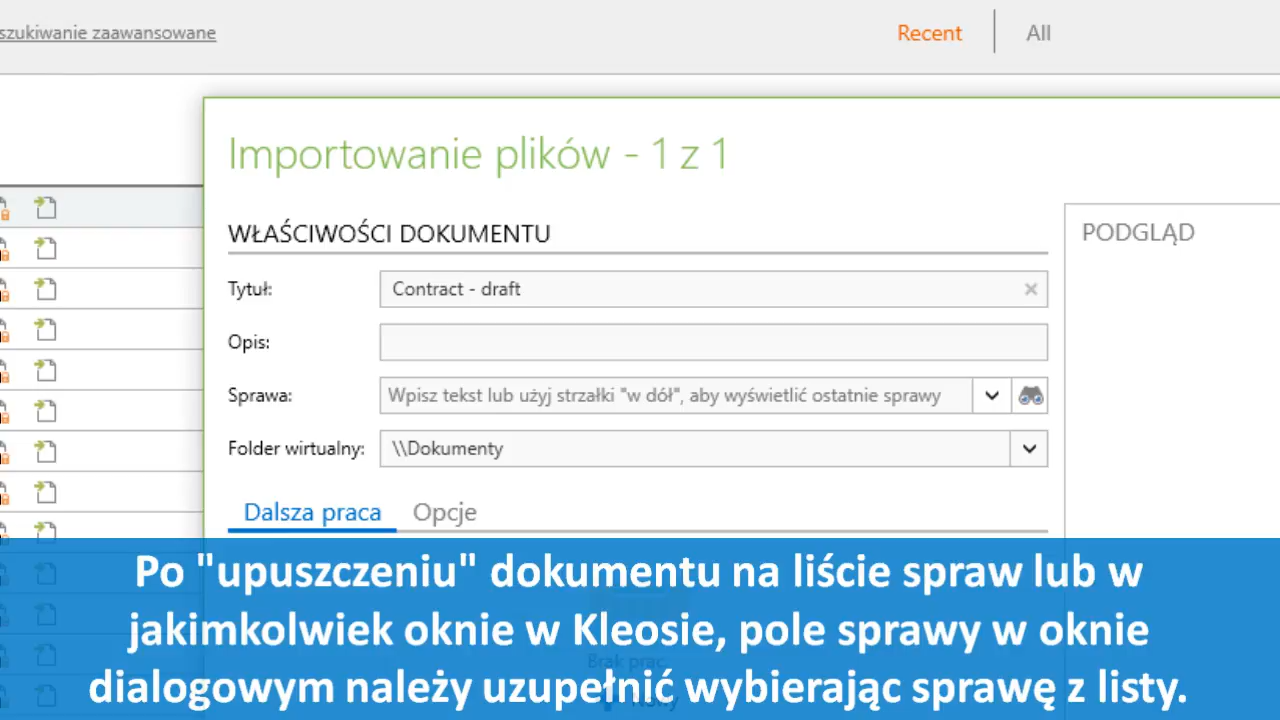 szukiwanie zaawansowane
Recent
All
Importowanie plików - 1 z 1
WŁAŚCIWOŚCI DOKUMENTU
PODGLĄD
Tytuł:
Contract - draft
Opis:
Sprawa:
Wpisz tekst lub użyj strzałki "w dół", aby wyświetlić ostatnie sprawy
Folder wirtualny:
\\Dokumenty
Dalsza praca
Opcje
Po "upuszczeniu" dokumentu na liście spraw lub w
jakimkolwiek oknie w Kleosie, pole sprawy w oknie
dialogowym należy uzupełnić wybierając sprawę z listy.
Brak prac.